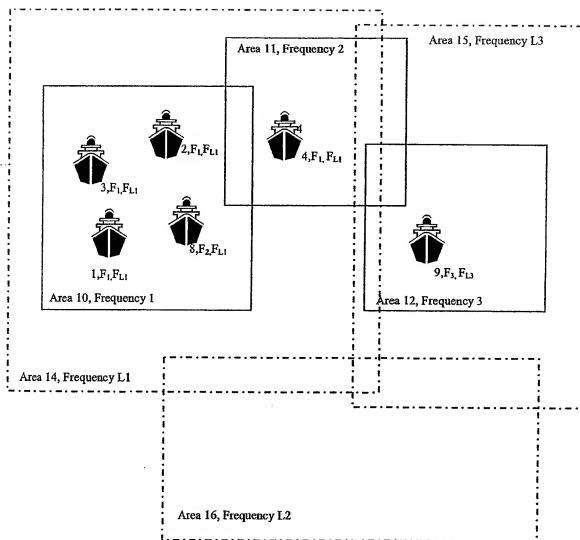 Area 15, Frequency L3
Area 11, Frequency 2
4
2,F1,FL1
4,F1, FL1
3,F1,FL1
8,F2,FL1
1,F1,FL1
9,F3, FL3
Area 10, Frequency 1
Area 12, Frequency 3
Area 14, Frequency L1
Area 16, Frequency L2